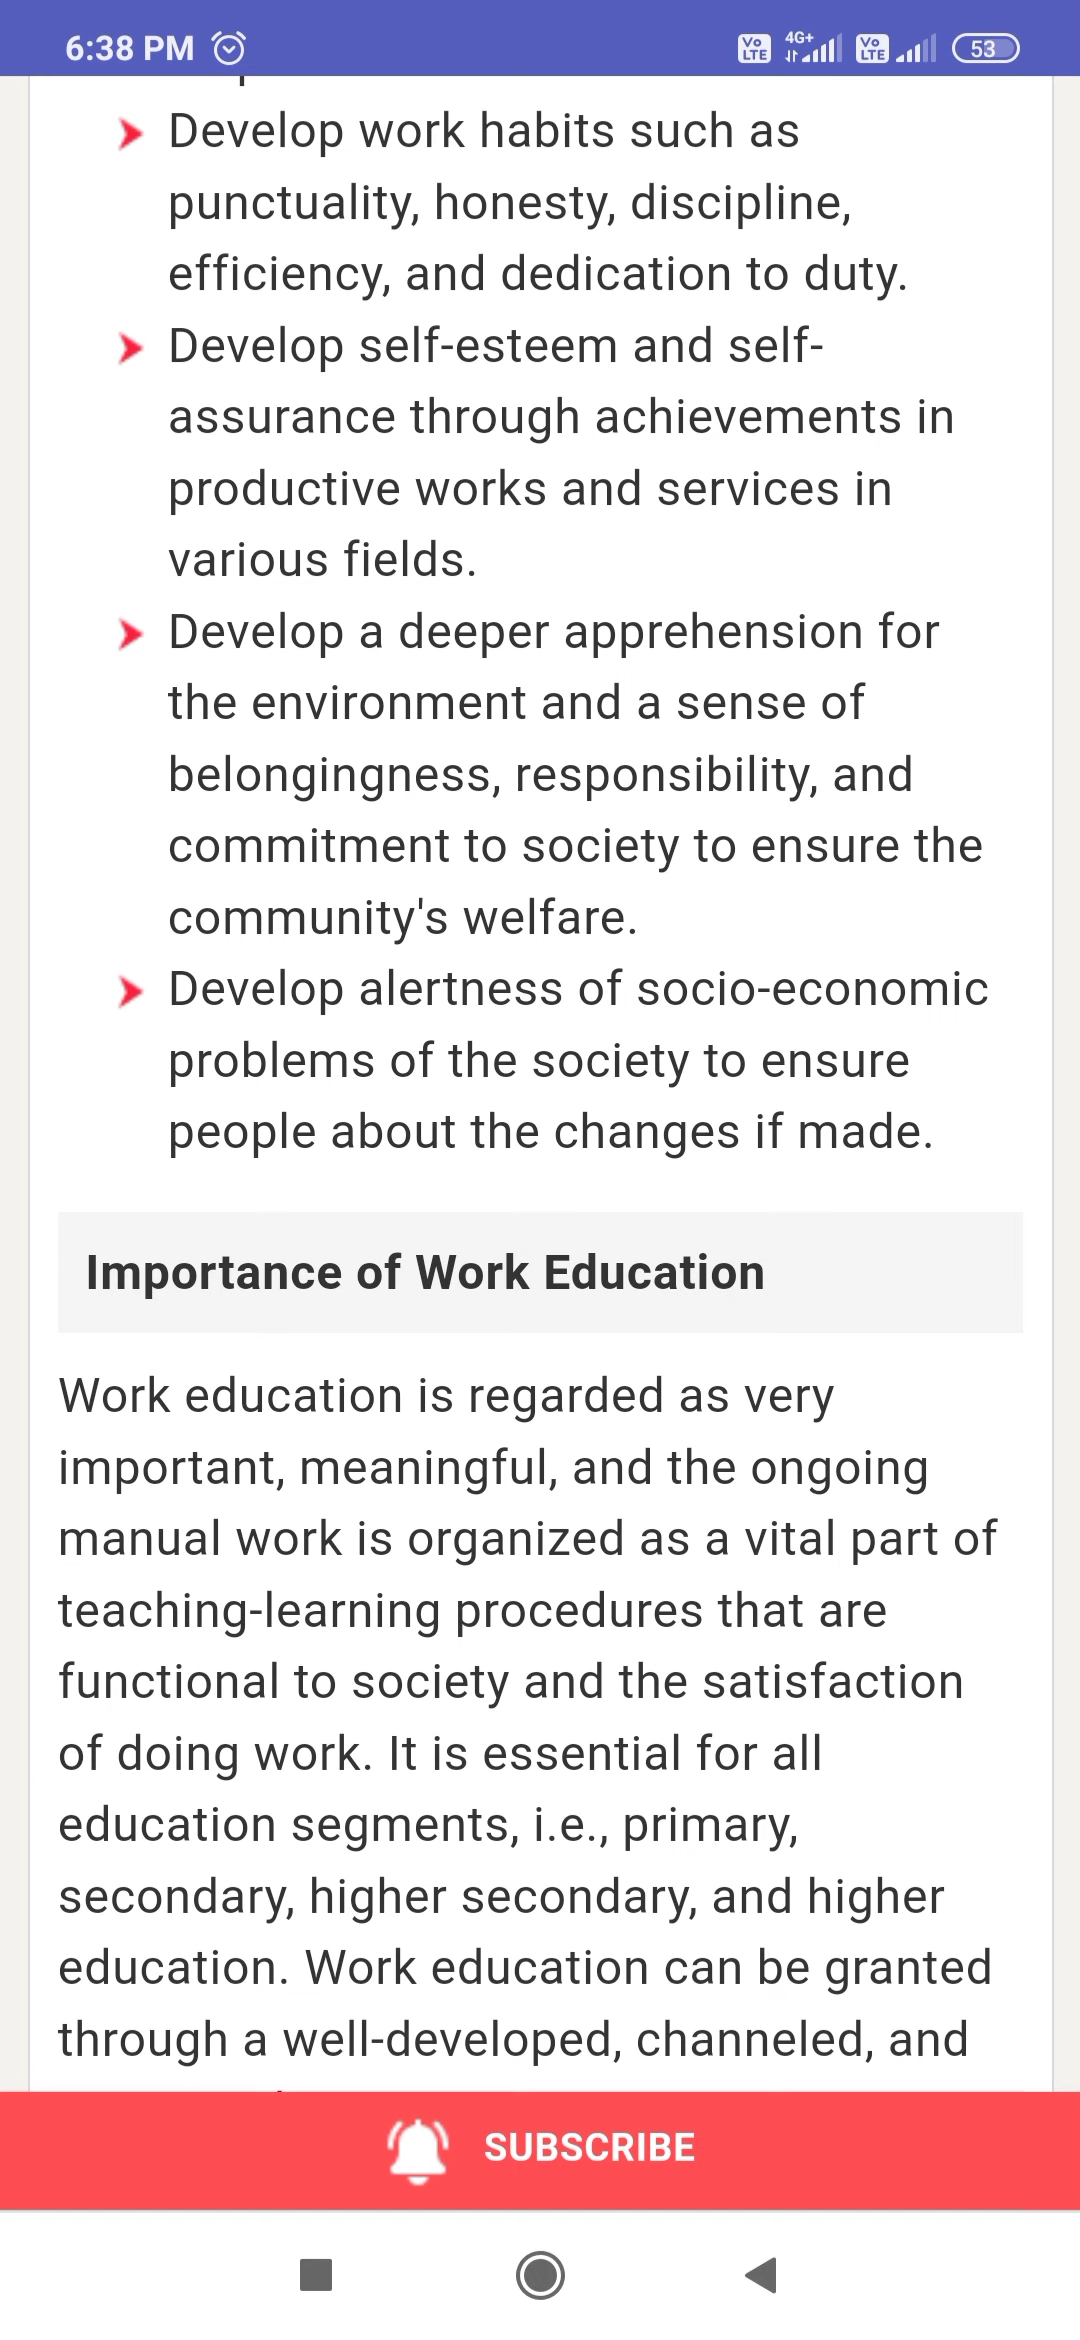 6:38 PM
Vo LTE 4G+ Vo LTE 53
Develop work habits such as
punctuality, honesty, discipline,
efficiency, and dedication to duty.
Develop self-esteem and self-
assurance through achievements in
productive works and services in
various fields.
Develop a deeper apprehension for
the environment and a sense of
belongingness, responsibility, and
commitment to society to ensure the
community's welfare.
Develop alertness of socio-economic
problems of the society to ensure
people about the changes if made.
Importance of Work Education
Work education is regarded as very
important, meaningful, and the ongoing
manual work is organized as a vital part of
teaching-learning procedures that are
functional to society and the satisfaction
of doing work. It is essential for all
education segments, i.e., primary,
secondary, higher secondary, and higher
education. Work education can be granted
through a well-developed, channeled, and
SUBSCRIBE